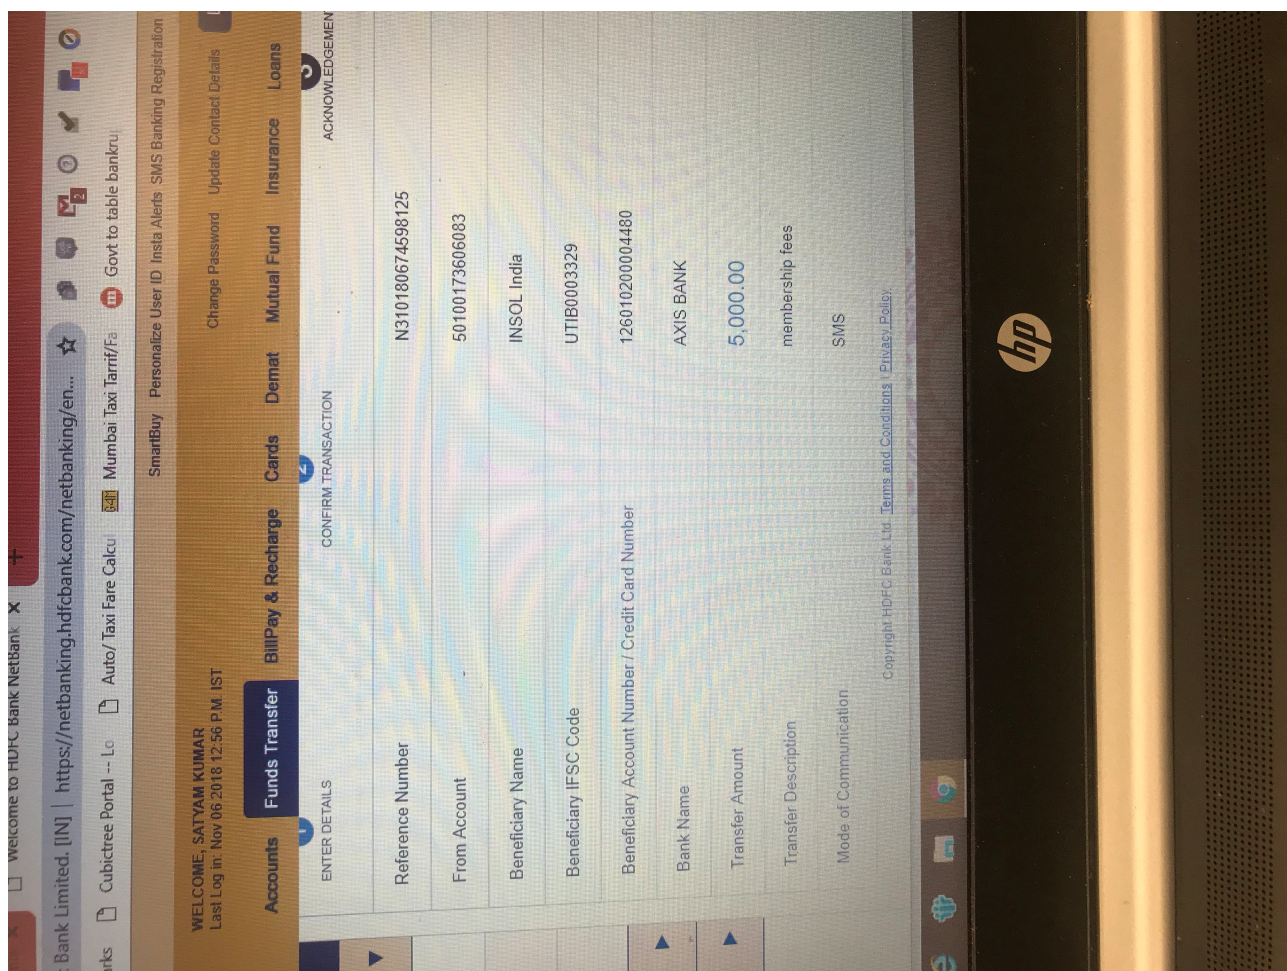 Welcome to HDFC Bank NetBank
Bank Limited. [IN] | https://netbanking.hdfcbank.com/netbanking/en...
Cubictree Portal -- Lo Auto/ Taxi Fare Calcu Mumbai Taxi Tarrif/Fa Govt to table bankru
SmartBuy Personalize User ID Insta Alerts SMS Banking Registration
WELCOME, SATYAM KUMAR
Last Log in: Nov 06 2018 12:56 P.M. IST
Change Password Update Contact Details
Accounts Funds Transfer BillPay & Recharge Cards Demat Mutual Fund Insurance Loans
1 2 3
ENTER DETAILS CONFIRM TRANSACTION ACKNOWLEDGEMEN
Reference Number N310180674598125
From Account 50100173606083
Beneficiary Name INSOL India
Beneficiary IFSC Code UTIB0003329
Beneficiary Account Number / Credit Card Number 126010200004480
Bank Name AXIS BANK
Transfer Amount 5,000.00
Transfer Description membership fees
Mode of Communication SMS
Copyright HDFC Bank Ltd. Terms and Conditions | Privacy Policy
hp